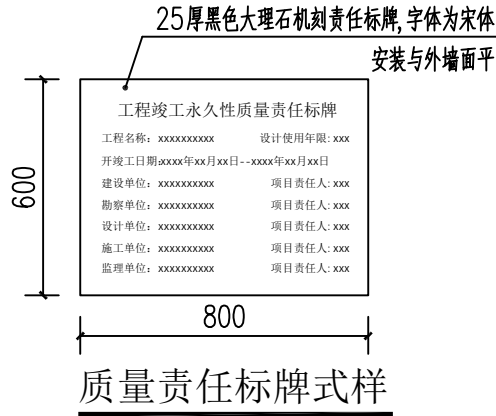 25厚黑色大理石机刻责任标牌,字体为宋体
安装与外墙面平
工程竣工永久性质量责任标牌
工程名称：xxxxxxxxxx 设计使用年限: xxx
开竣工日期:xxxx年xx月xx日--xxxx年xx月xx日
建设单位：xxxxxxxxxx 项目责任人: xxx
勘察单位：xxxxxxxxxx 项目责任人: xxx
设计单位：xxxxxxxxxx 项目责任人: xxx
施工单位：xxxxxxxxxx 项目责任人: xxx
监理单位：xxxxxxxxxx 项目责任人: xxx
600
800
质量责任标牌式样